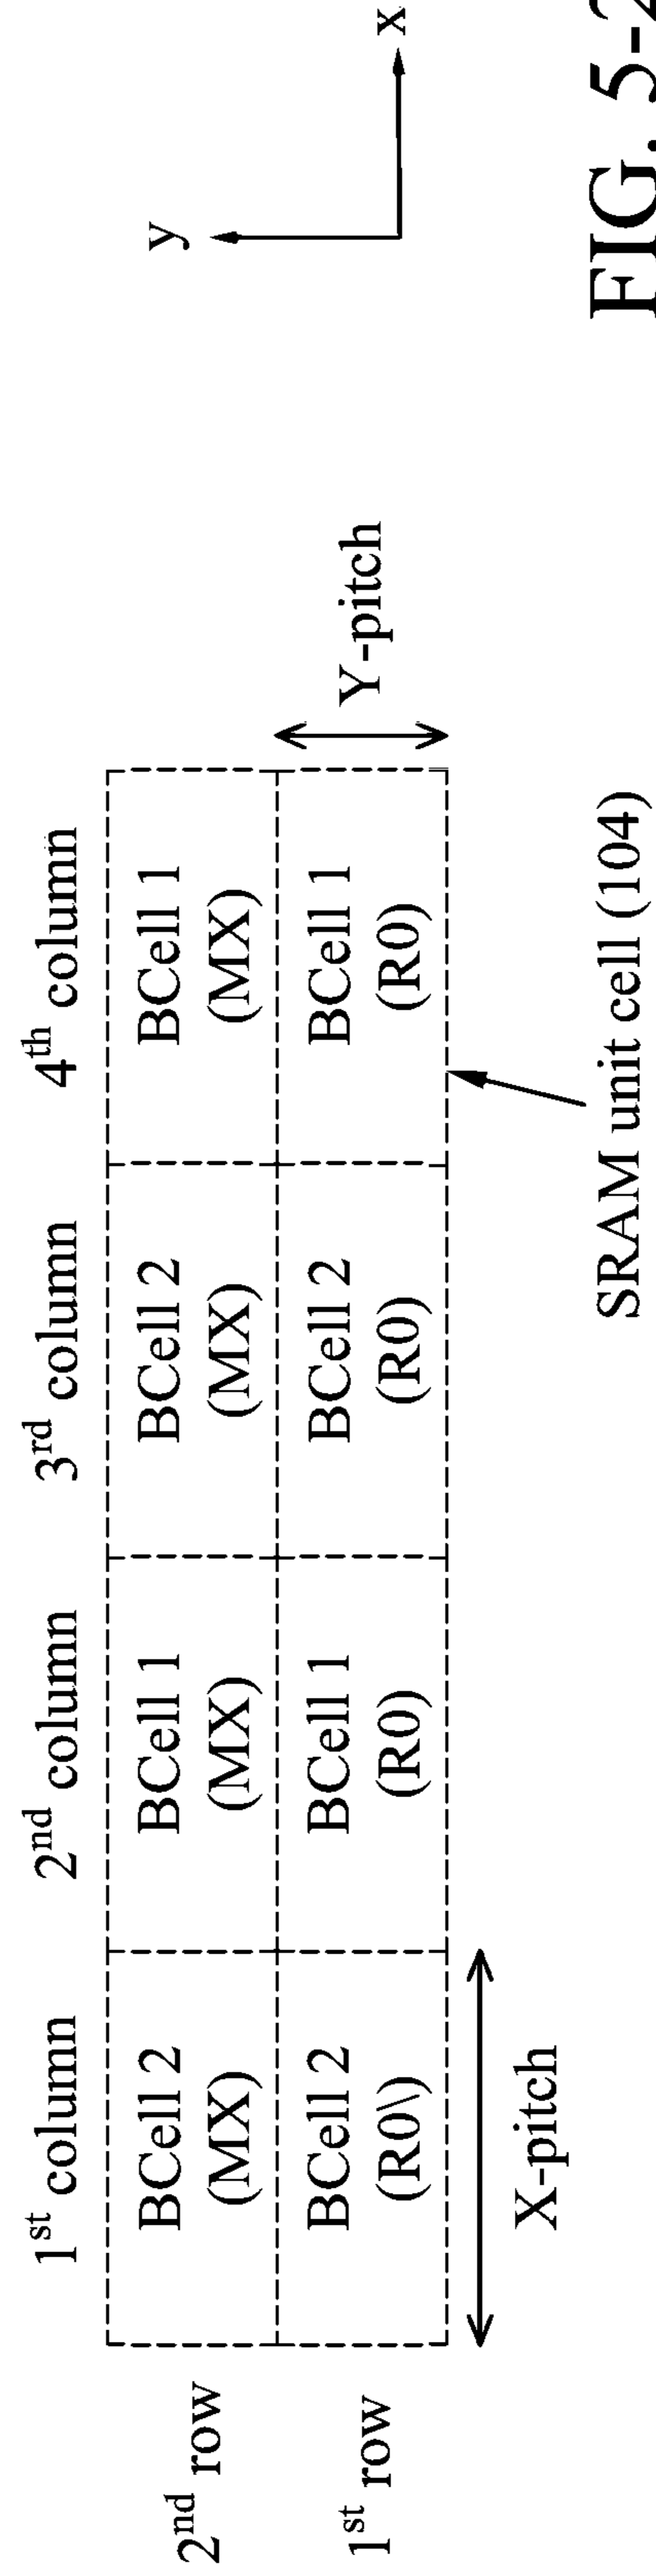 1st column 2nd column 3rd column 4th column
2nd row
BCell 2 BCell 1 BCell 2 BCell 1
(MX) (MX) (MX) (MX)
1st row
BCell 2 BCell 1 BCell 2 BCell 1
(R0\) (R0) (R0) (R0)
X-pitch
Y-pitch
SRAM unit cell (104)
y
x
FIG. 5-2